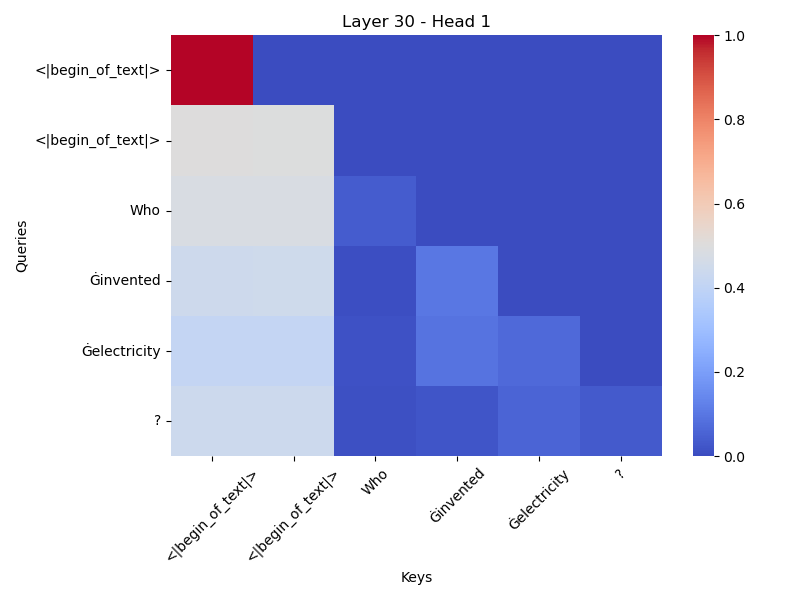 Layer 30 - Head 1
<|begin_of_text|>
<|begin_of_text|>
Who
Ġinvented
Ġelectricity
?
Queries
<|begin_of_text|>
<|begin_of_text|>
Who
Ġinvented
Ġelectricity
?
Keys
1.0
0.8
0.6
0.4
0.2
0.0